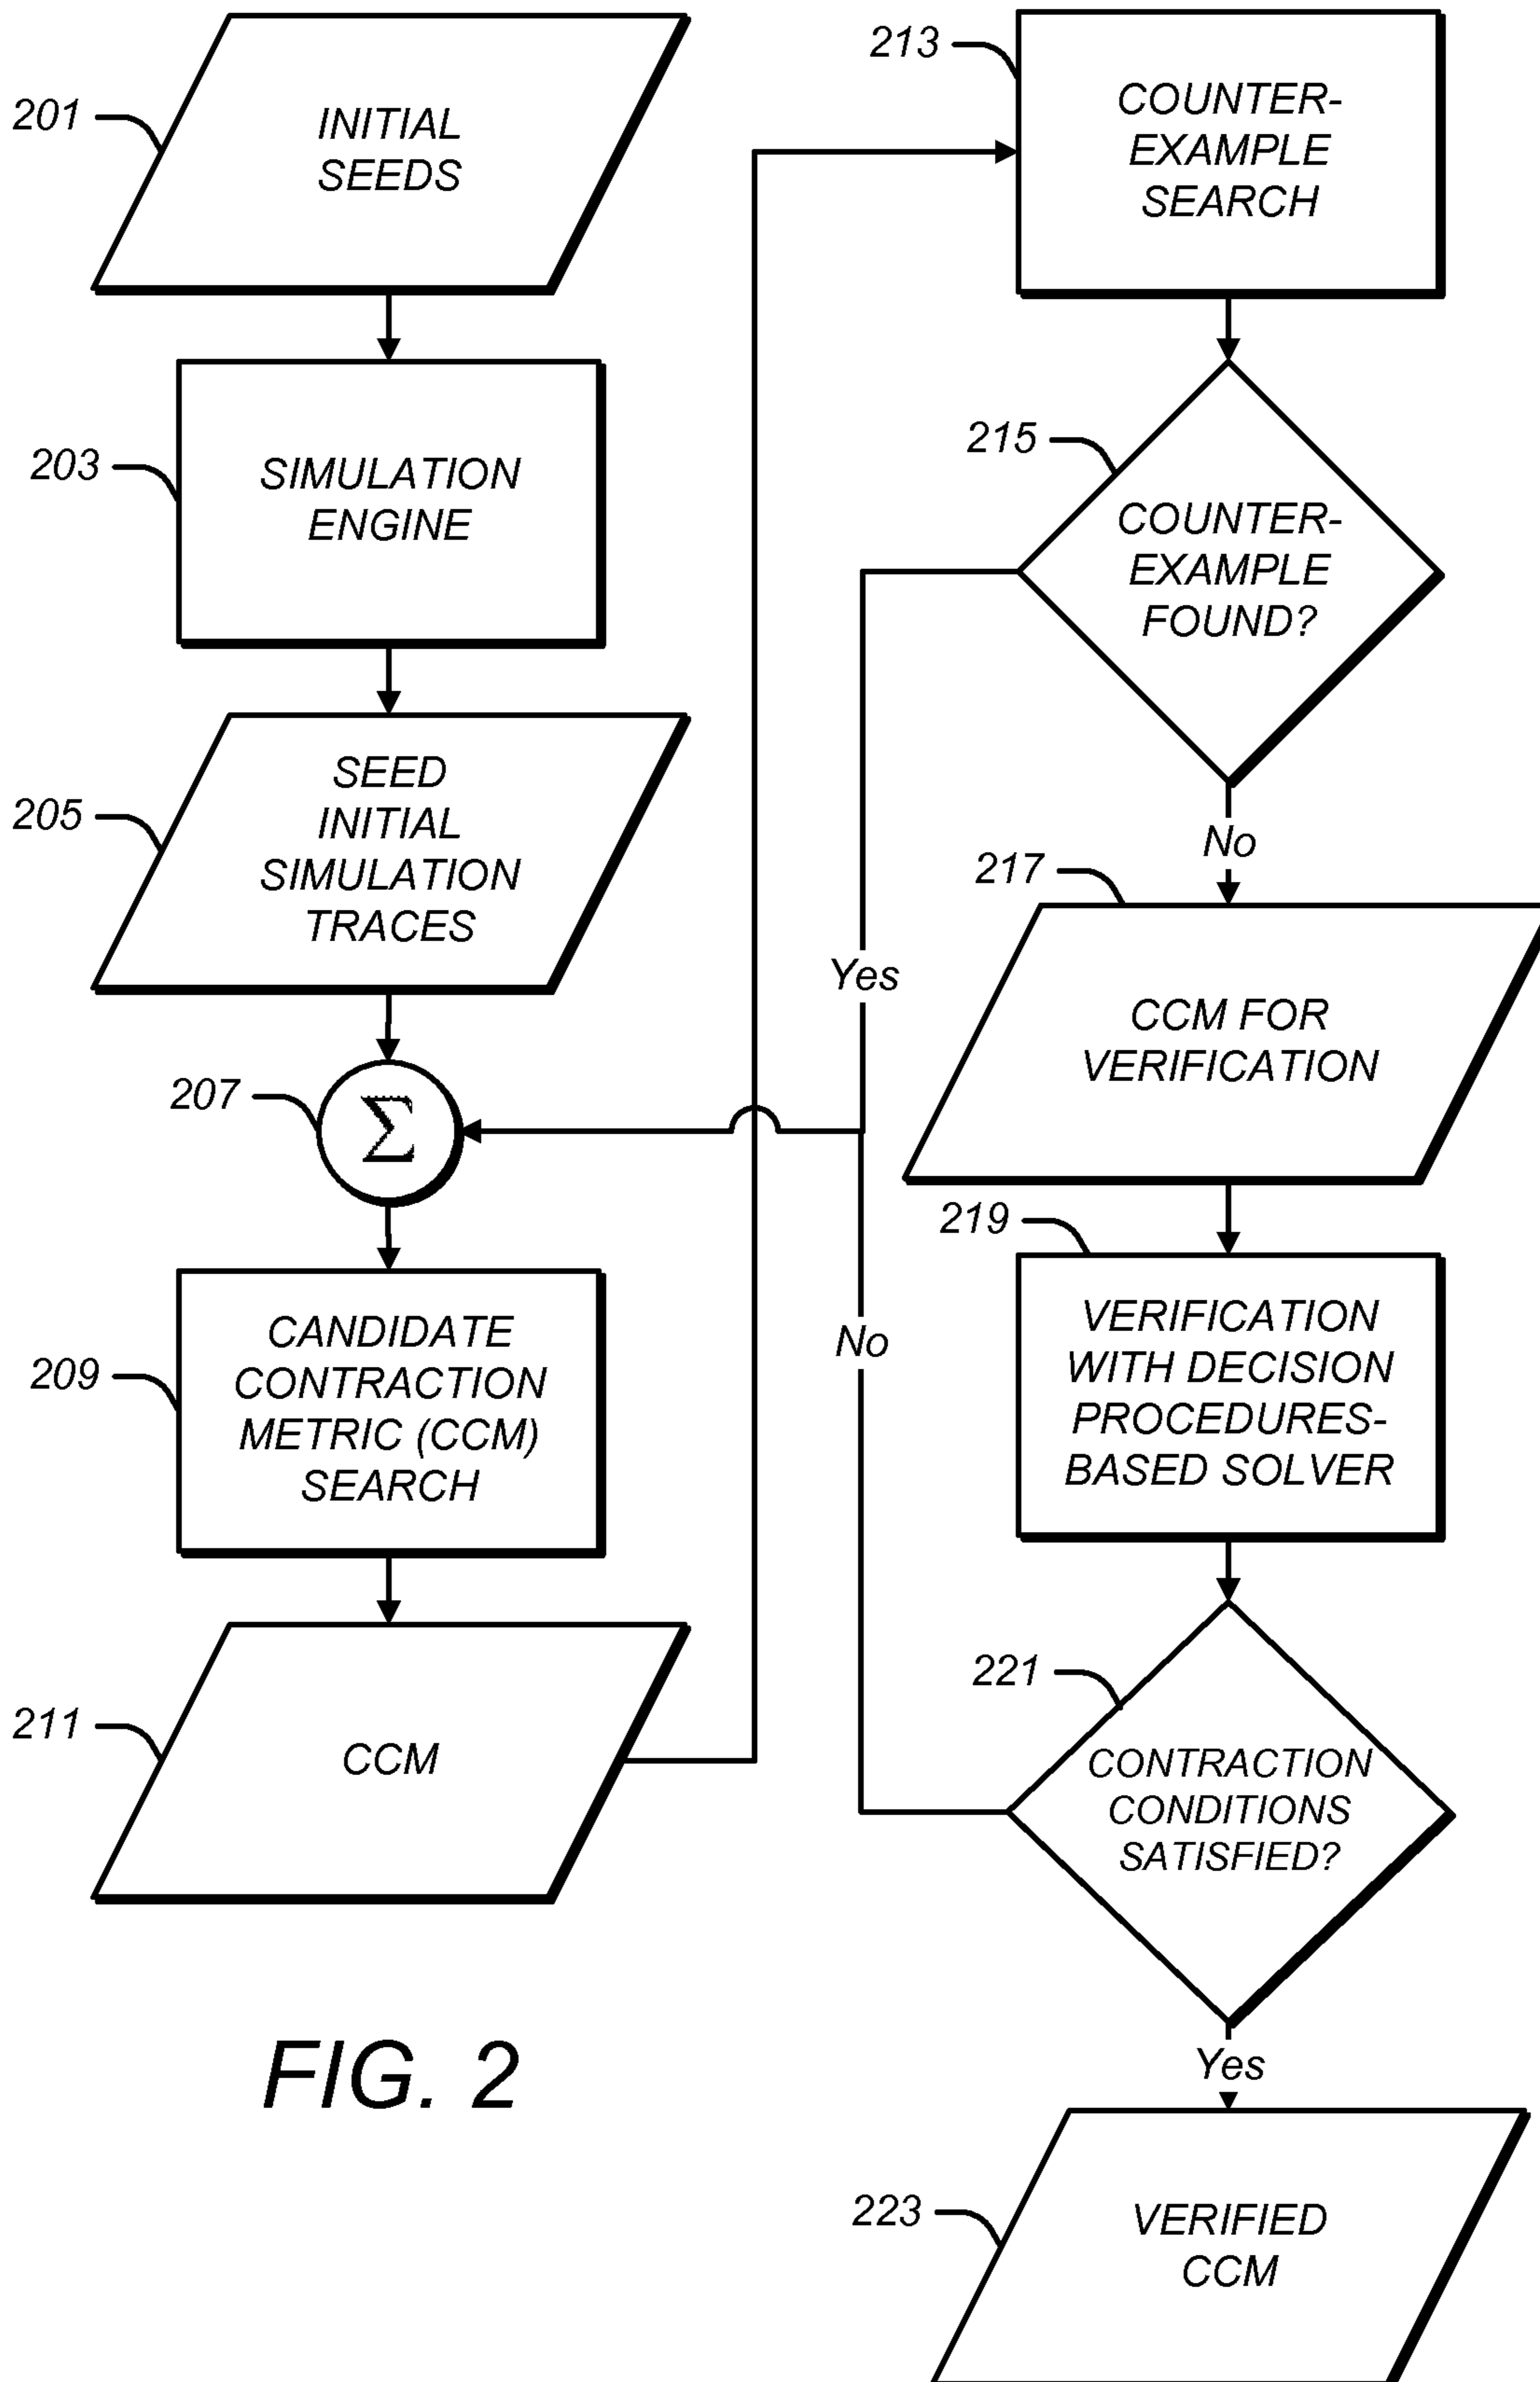 201
INITIAL
SEEDS
203
SIMULATION
ENGINE
205
SEED
INITIAL
SIMULATION
TRACES
207
Σ
209
CANDIDATE
CONTRACTION
METRIC (CCM)
SEARCH
211
CCM
213
COUNTER-
EXAMPLE
SEARCH
215
COUNTER-
EXAMPLE
FOUND?
Yes
No
217
CCM FOR
VERIFICATION
219
VERIFICATION
WITH DECISION
PROCEDURES-
BASED SOLVER
No
221
CONTRACTION
CONDITIONS
SATISFIED?
Yes
223
VERIFIED
CCM
FIG. 2